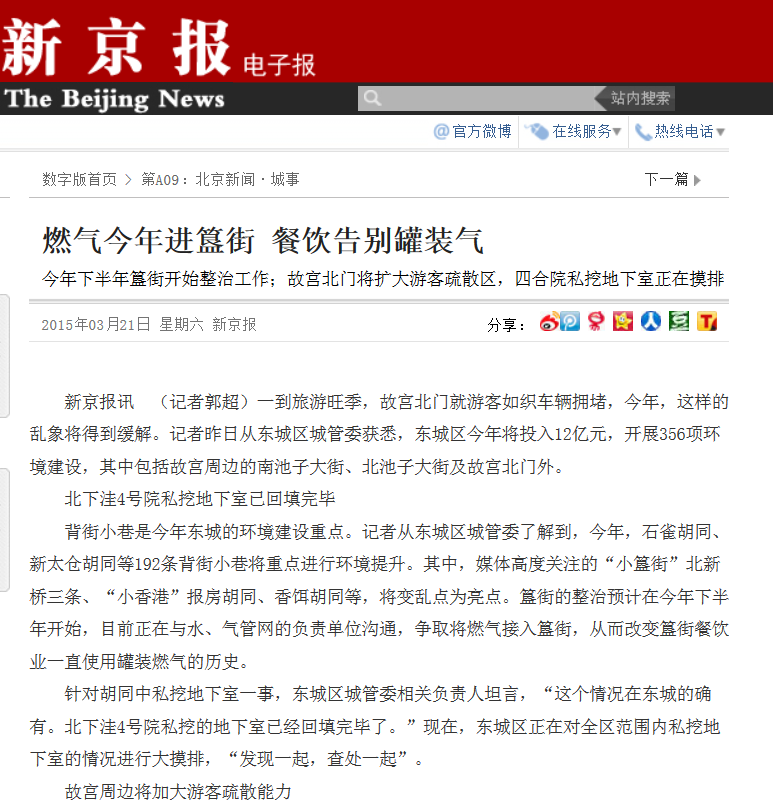 新京报 电子报
The Beijing News
站内搜索
@官方微博 在线服务▾ 热线电话▾
数字版首页 > 第A09：北京新闻·城事 下一篇
燃气今年进簋街 餐饮告别罐装气
今年下半年簋街开始整治工作；故宫北门将扩大游客疏散区，四合院私挖地下室正在摸排
2015年03月21日 星期六 新京报 分享：
新京报讯 （记者郭超）一到旅游旺季，故宫北门就游客如织车辆拥堵，今年，这样的
乱象将得到缓解。记者昨日从东城区城管委获悉，东城区今年将投入12亿元，开展356项环
境建设，其中包括故宫周边的南池子大街、北池子大街及故宫北门外。
北下洼4号院私挖地下室已回填完毕
背街小巷是今年东城的环境建设重点。记者从东城区城管委了解到，今年，石雀胡同、
新太仓胡同等192条背街小巷将重点进行环境提升。其中，媒体高度关注的“小簋街”北新
桥三条、“小香港”报房胡同、香饵胡同等，将变乱点为亮点。簋街的整治预计在今年下半
年开始，目前正在与水、气管网的负责单位沟通，争取将燃气接入簋街，从而改变簋街餐饮
业一直使用罐装燃气的历史。
针对胡同中私挖地下室一事，东城区城管委相关负责人坦言，“这个情况在东城的确
有。北下洼4号院私挖的地下室已经回填完毕了。”现在，东城区正在对全区范围内私挖地
下室的情况进行大摸排，“发现一起，查处一起”。
故宫周边将加大游客疏散能力